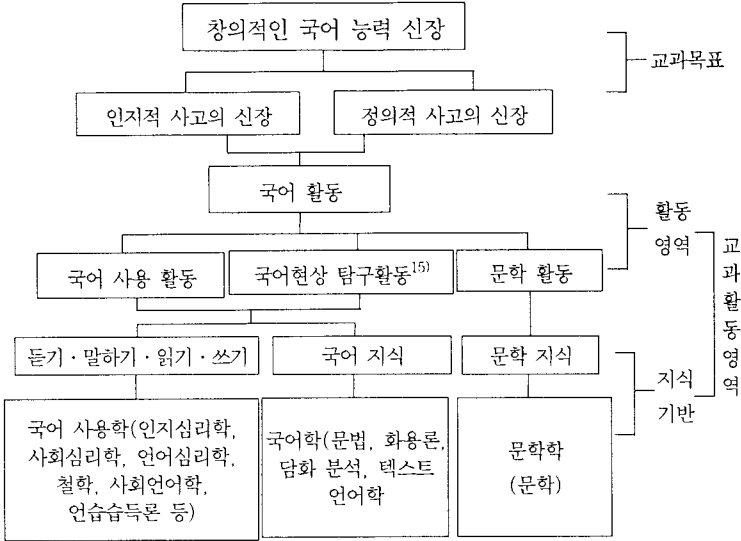 창의적인 국어 능력 신장
교과목표
인지적 사고의 신장
정의적 사고의 신장
국어 활동
활동
영역
국어 사용 활동
국어현상 탐구활동15)
문학 활동
교과활동영역
듣기·말하기·읽기·쓰기
국어 지식
문학 지식
지식
기반
국어 사용학(인지심리학,
사회심리학, 언어심리학,
철학, 사회언어학,
언습습득론 등)
국어학(문법, 화용론,
담화 분석, 텍스트
언어학
문학학
(문학)